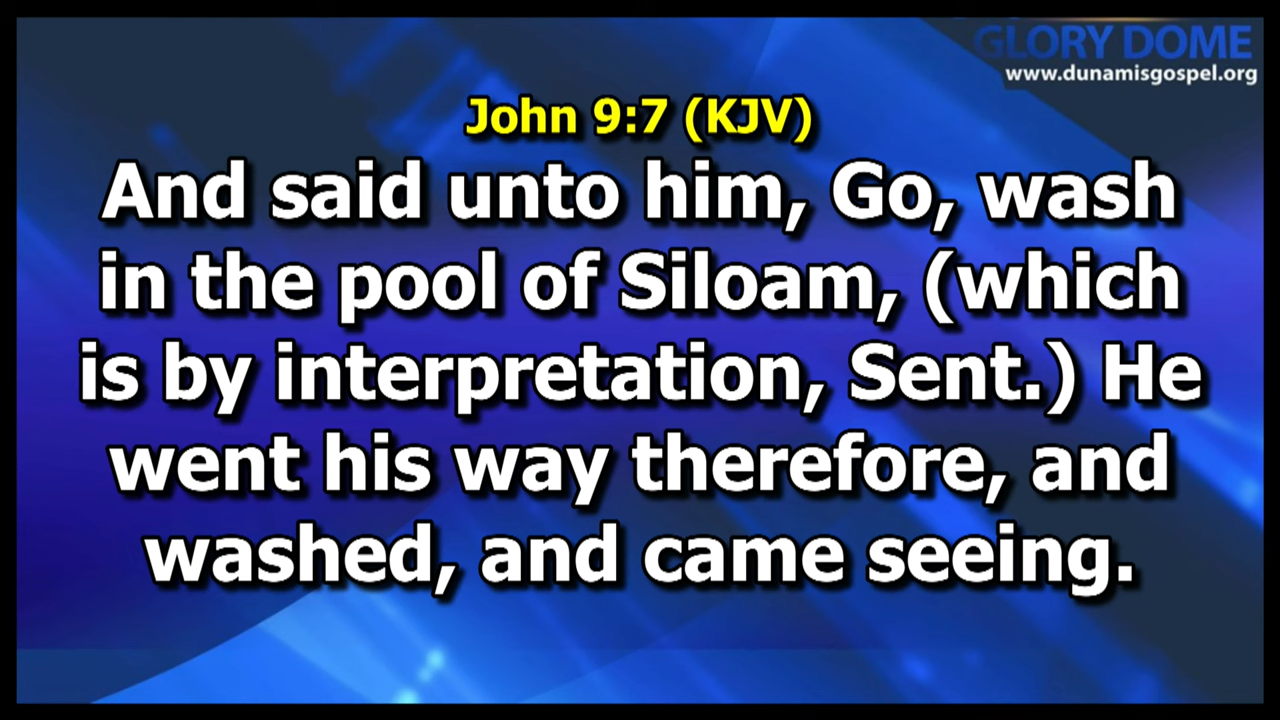 GLORY DOME
www.dunamisgospel.org
John 9:7 (KJV)
And said unto him, Go, wash
in the pool of Siloam, (which
is by interpretation, Sent.) He
went his way therefore, and
washed, and came seeing.